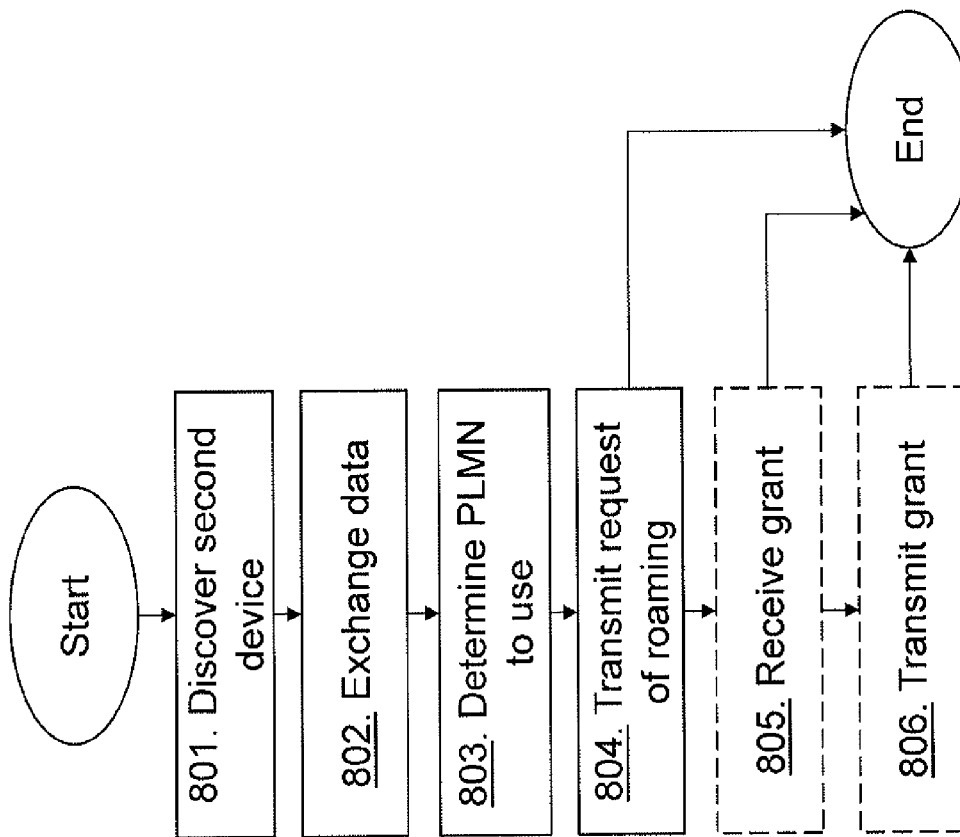 Start
801. Discover second
device
802. Exchange data
803. Determine PLMN
to use
804. Transmit request
of roaming
805. Receive grant
806. Transmit grant
End